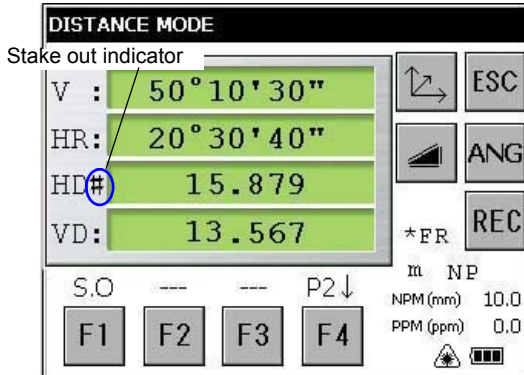 DISTANCE MODE
Stake out indicator
V : 50°10'30"
HR: 20°30'40"
HD# 15.879
VD: 13.567
ESC
ANG
REC
*FR
m NP
NPM (mm) 10.0
PPM (ppm) 0,0
S.O --- --- P2↓
F1 F2 F3 F4